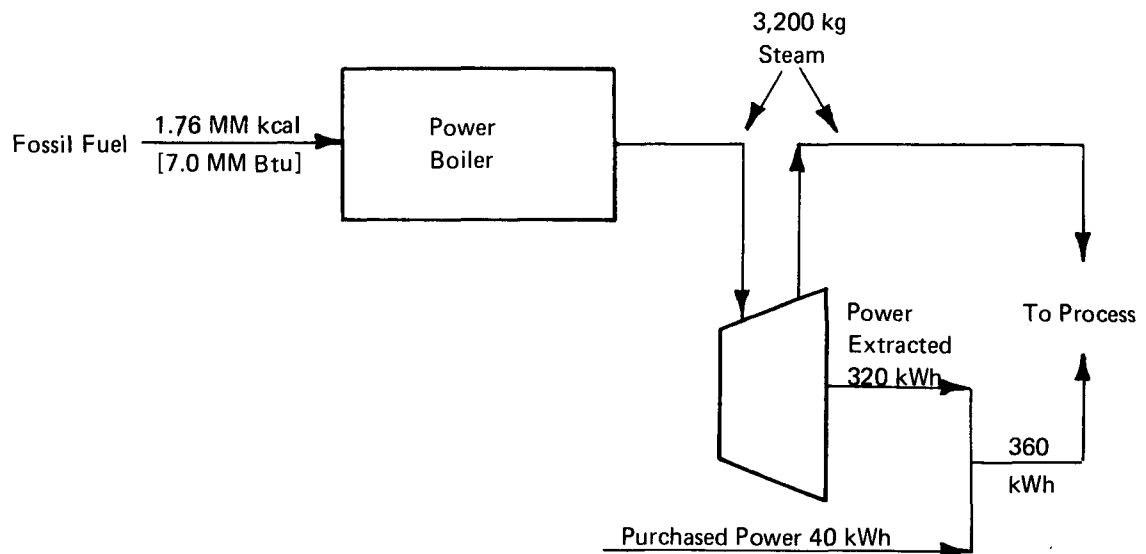 3,200 kg
Steam
Fossil Fuel
1.76 MM kcal
[7.0 MM Btu]
Power
Boiler
Power
Extracted
320 kWh
To Process
360
kWh
Purchased Power 40 kWh